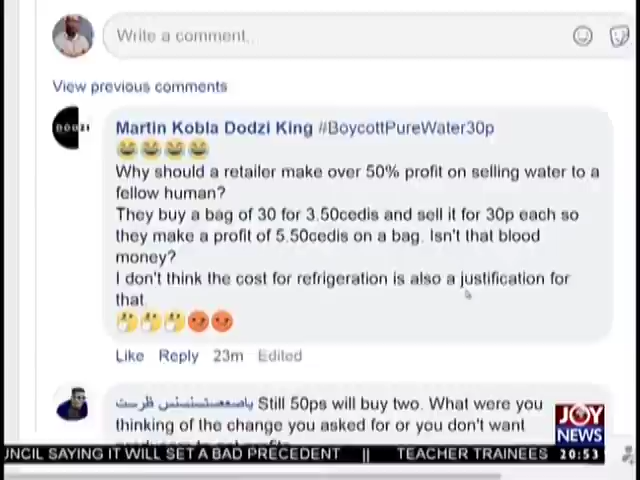 Write a comment..
View previous comments
DODZI
Martin Kobla Dodzi King #BoycottPureWater30p
😂😂😂😂
Why should a retailer make over 50% profit on selling water to a
fellow human?
They buy a bag of 30 for 3.50cedis and sell it for 30p each so
they make a profit of 5.50cedis on a bag. Isn't that blood
money?
I don't think the cost for refrigeration is also a justification for
that.
🤔🤔🤔😡😡
Like Reply 23m Edited
Still 50ps will buy two. What were you
thinking of the change you asked for or you don't want
JOY
NEWS
UNCIL SAYING IT WILL SET A BAD PRECEDENT || TEACHER TRAINEES 20:53